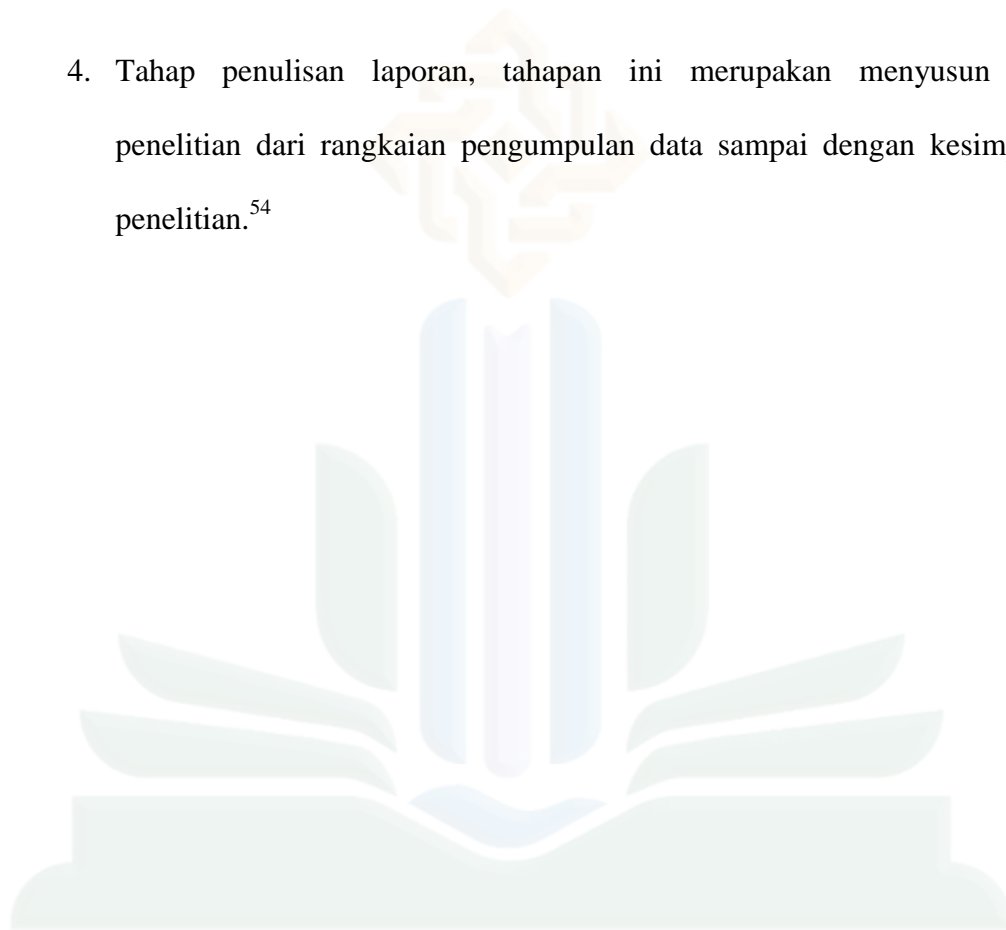 4. Tahap penulisan laporan, tahapan ini merupakan menyusun
penelitian dari rangkaian pengumpulan data sampai dengan kesim
penelitian.54